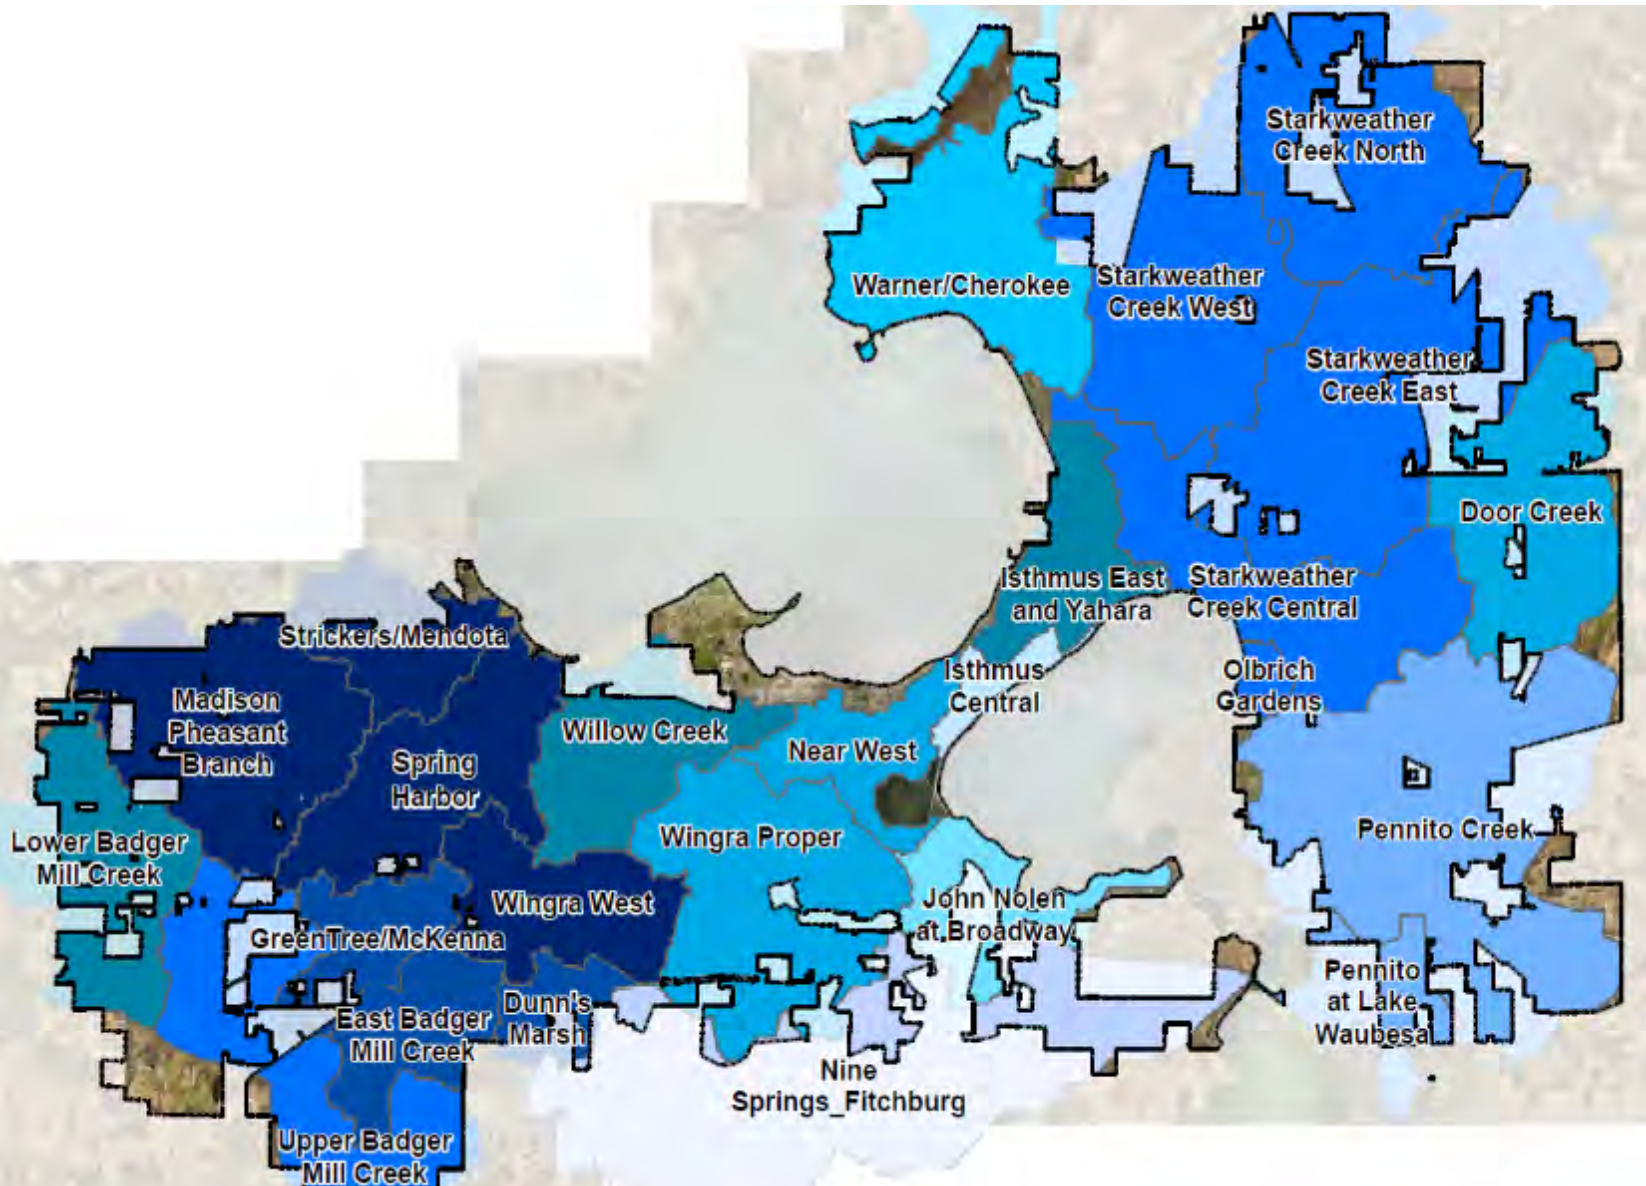 Starkweather
Creek North
Warner/Cherokee
Starkweather
Creek West
Starkweather
Creek East
Door Creek
Isthmus East
and Yahara
Starkweather
Creek Central
Strickers/Mendota
Isthmus
Central
Olbrich
Gardens
Madison
Pheasant
Branch
Willow Creek
Near West
Spring
Harbor
Lower Badger
Mill Creek
Wingra Proper
Pennito Creek
Wingra West
John Nolen
at Broadway
GreenTree/McKenna
Pennito
at Lake
Waubesa
Dunn's
Marsh
East Badger
Mill Creek
Nine
Springs_Fitchburg
Upper Badger
Mill Creek